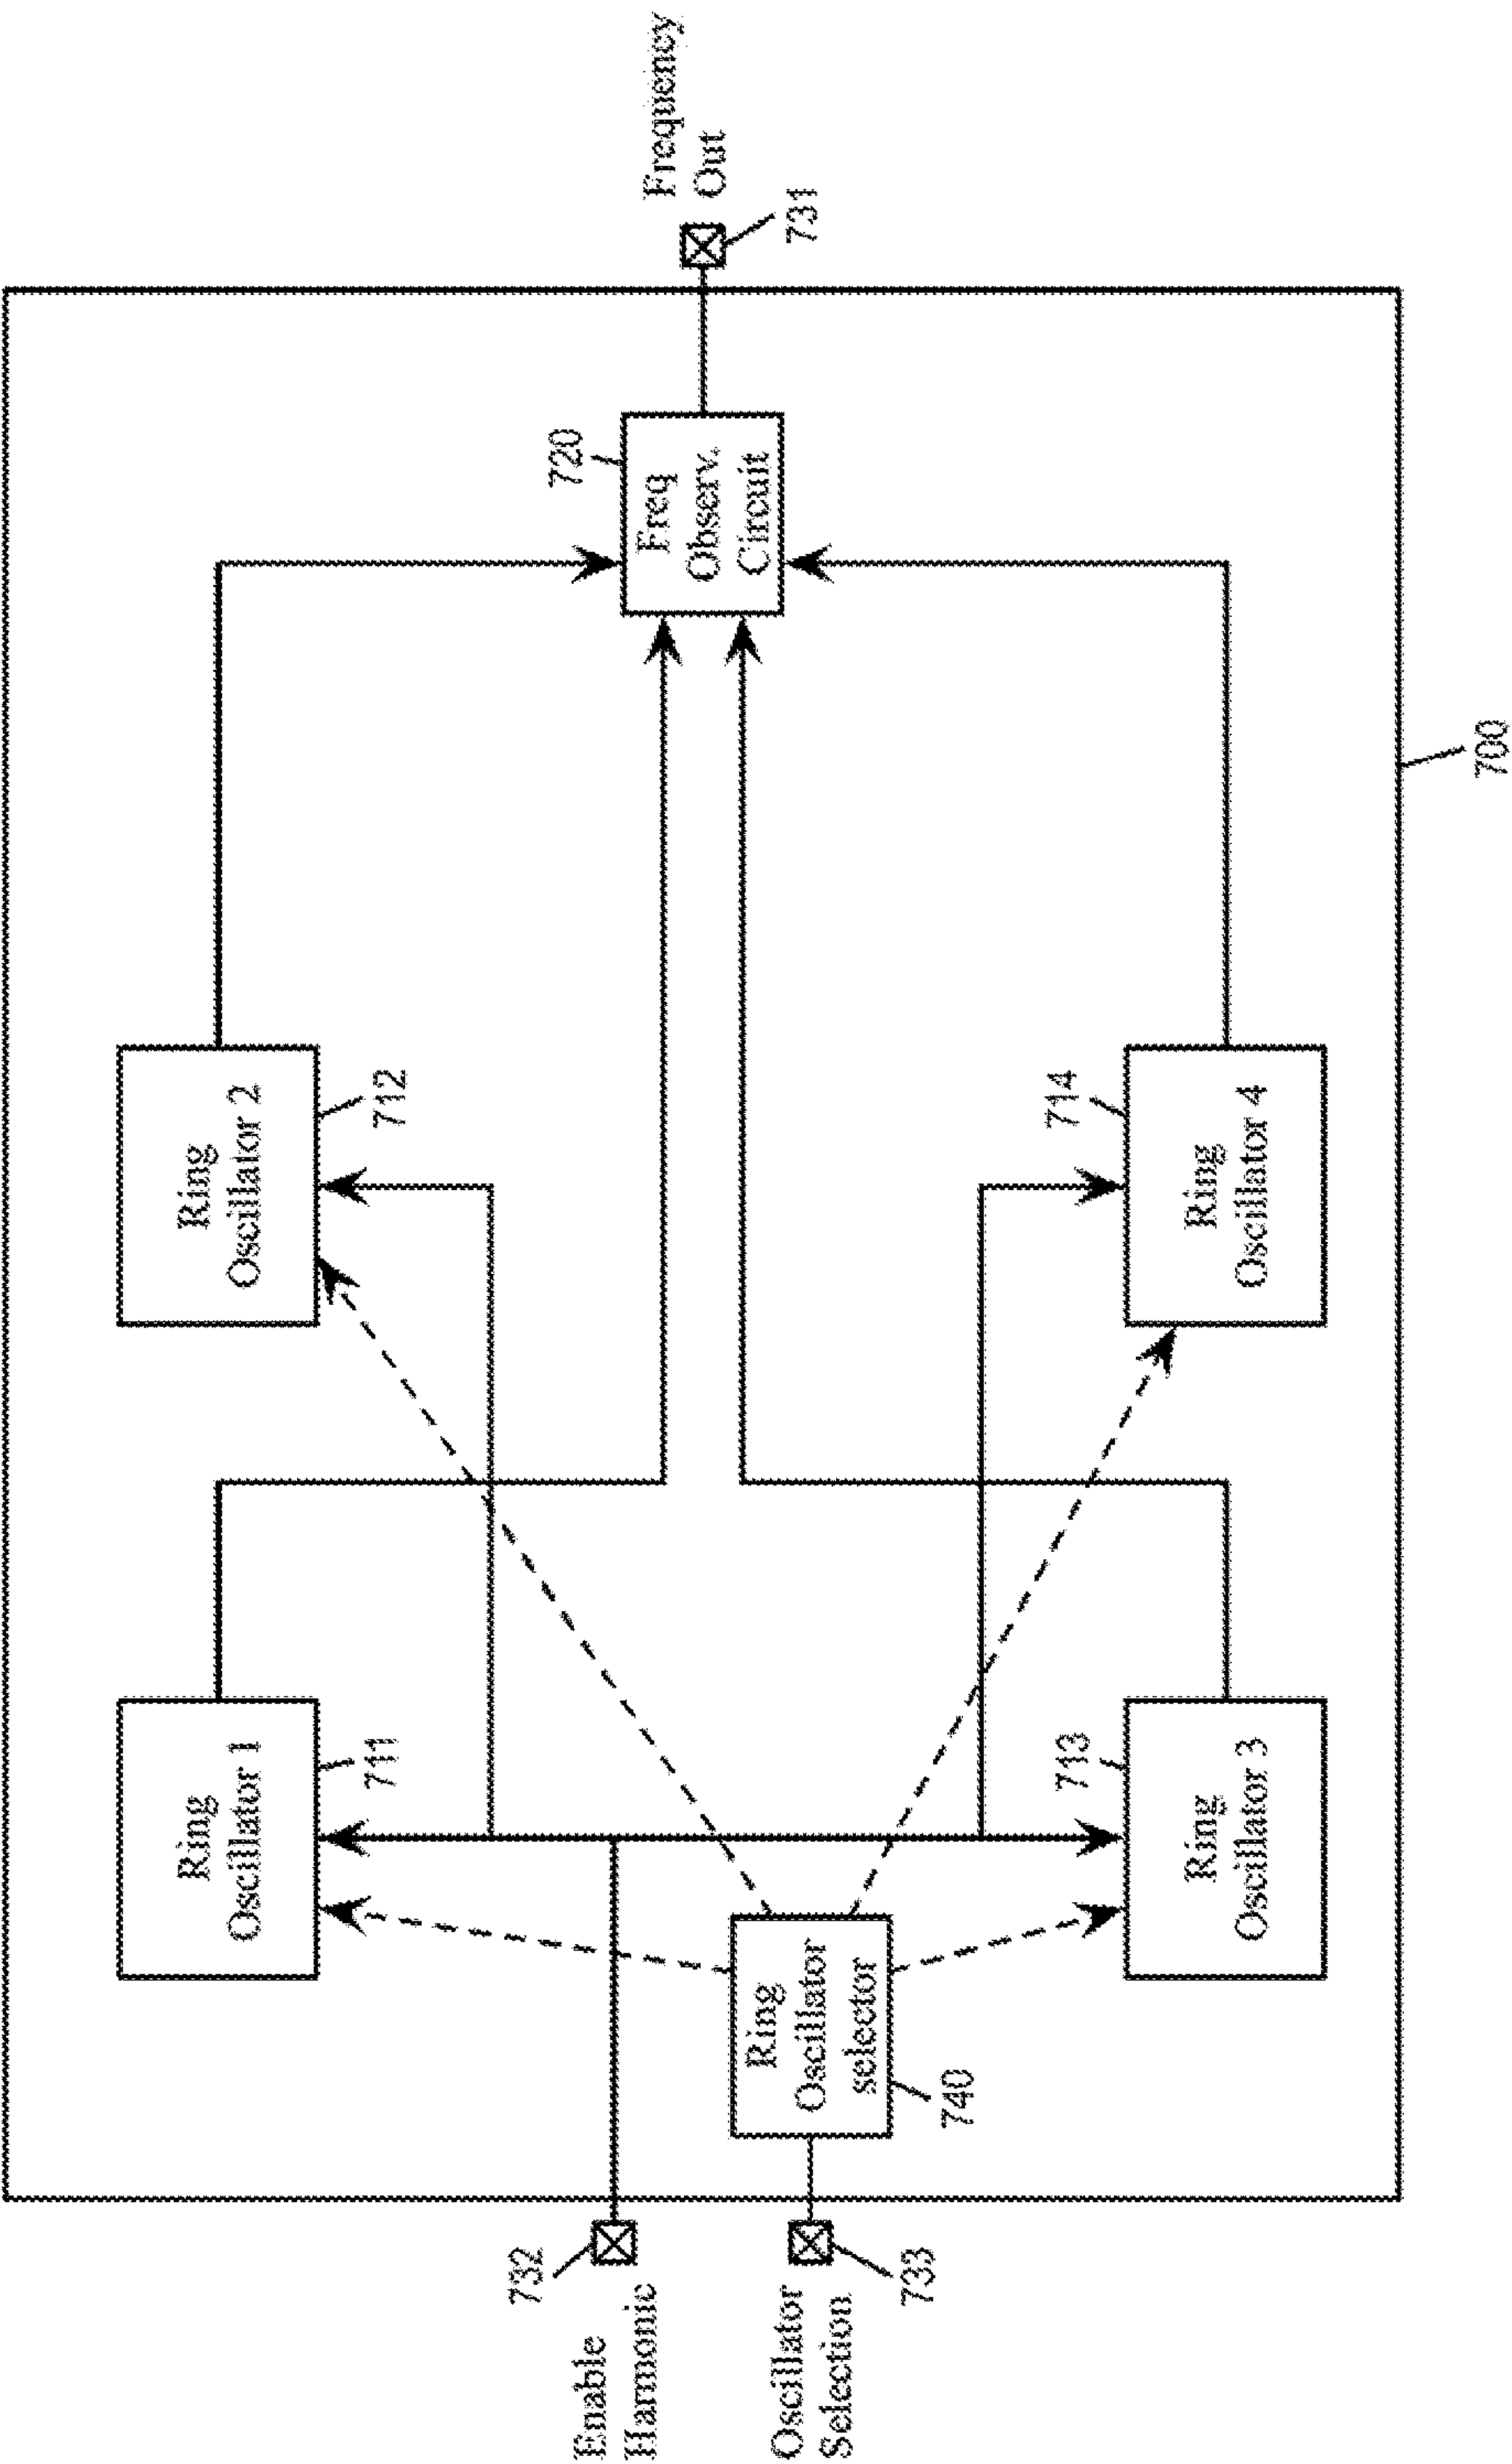 Ring
Oscillator 1
711
Ring
Oscillator 2
712
Enable
Harmonic
732
Oscillator
Selection
733
Ring
Oscillator
selector
740
720
Freq
Observ.
Circuit
Frequency
Out
731
713
Ring
Oscillator 3
714
Ring
Oscillator 4
700